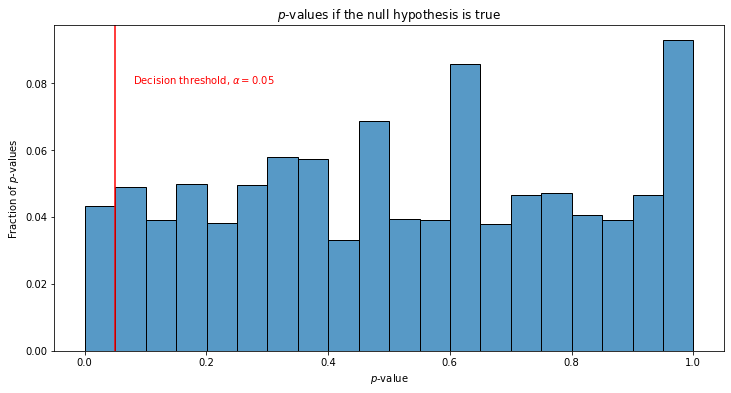 p-values if the null hypothesis is true
Decision threshold, α = 0.05
Fraction of p-values
0.08
0.06
0.04
0.02
0.00
0.0
0.2
0.4
0.6
0.8
1.0
p-value